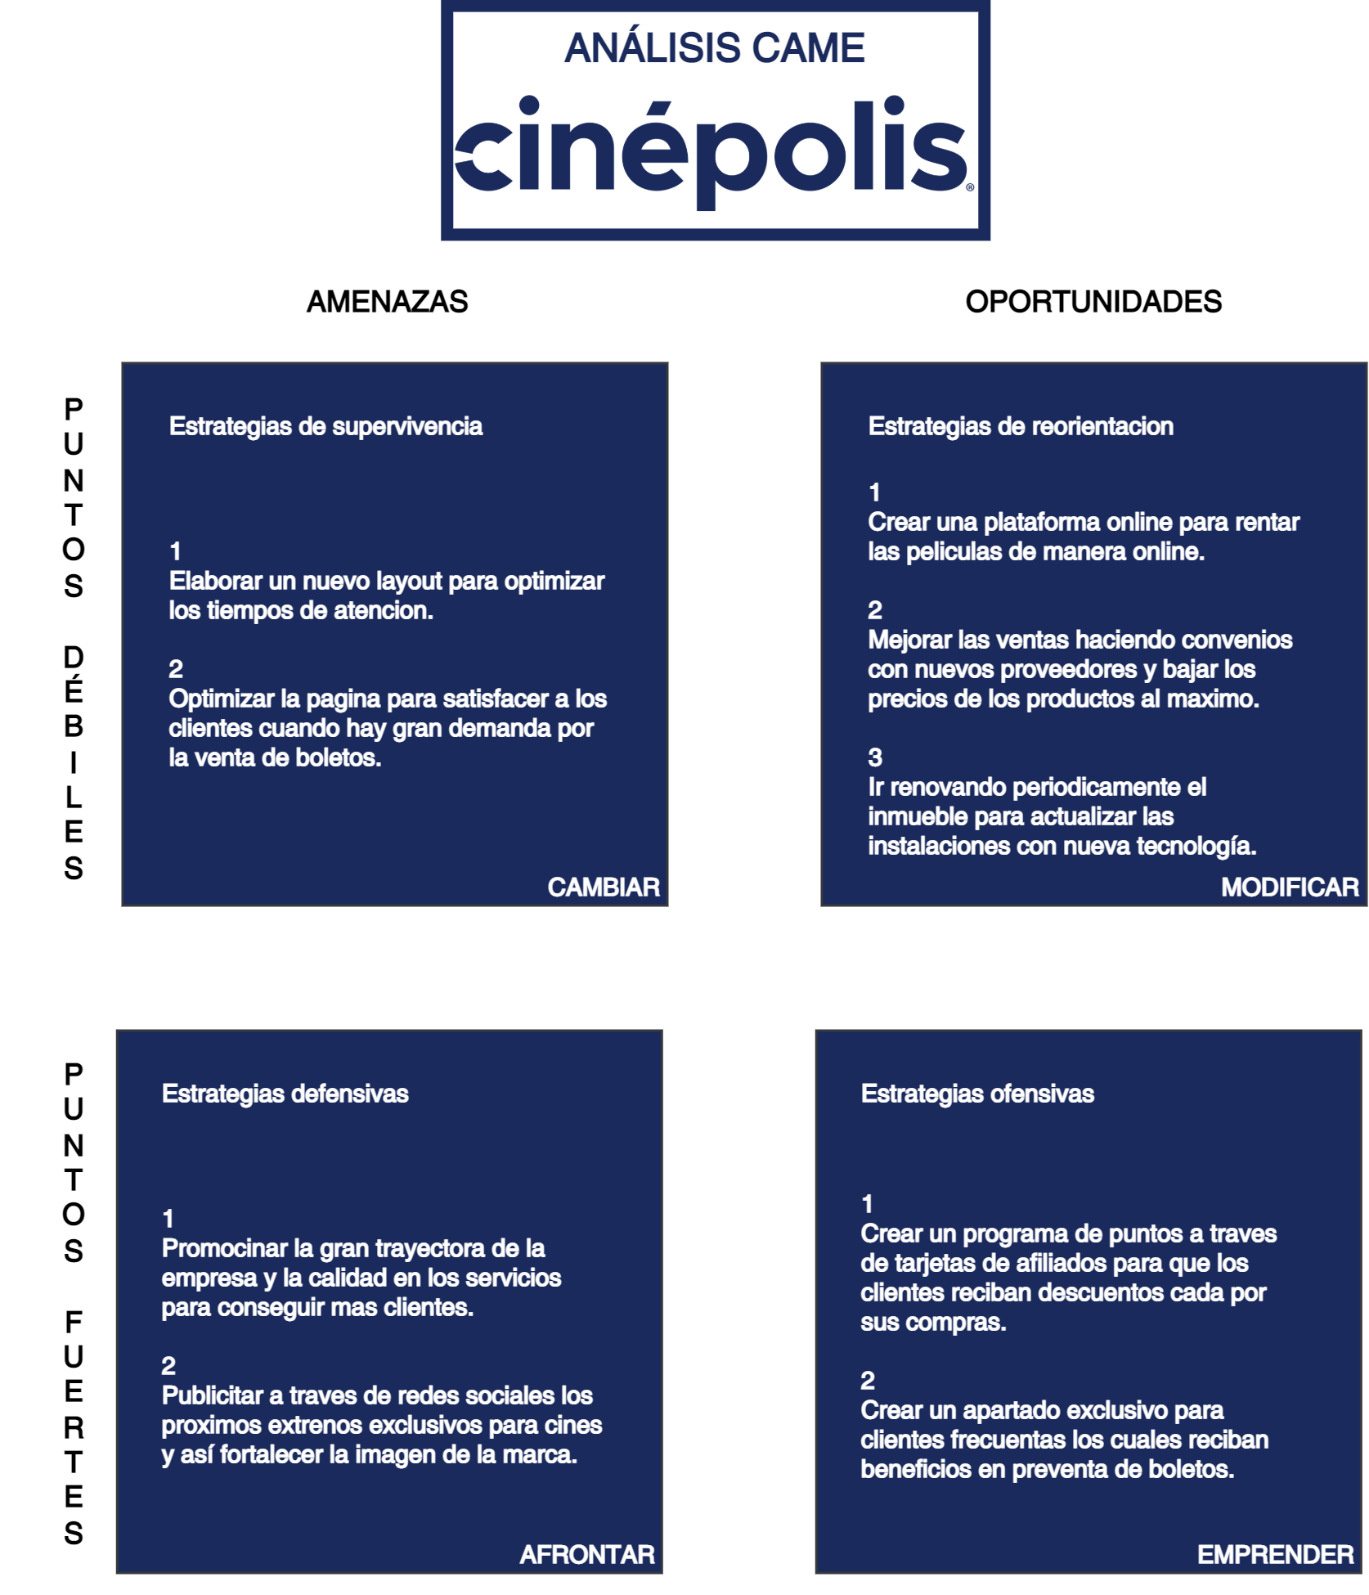 ANÁLISIS CAME
cinépolis®
AMENAZAS
OPORTUNIDADES
PUNTOS DÉBILES
Estrategias de supervivencia
1
Elaborar un nuevo layout para optimizar
los tiempos de atencion.
2
Optimizar la pagina para satisfacer a los
clientes cuando hay gran demanda por
la venta de boletos.
CAMBIAR
Estrategias de reorientacion
1
Crear una plataforma online para rentar
las peliculas de manera online.
2
Mejorar las ventas haciendo convenios
con nuevos proveedores y bajar los
precios de los productos al maximo.
3
Ir renovando periodicamente el
inmueble para actualizar las
instalaciones con nueva tecnología.
MODIFICAR
PUNTOS FUERTES
Estrategias defensivas
1
Promocinar la gran trayectora de la
empresa y la calidad en los servicios
para conseguir mas clientes.
2
Publicitar a traves de redes sociales los
proximos extrenos exclusivos para cines
y así fortalecer la imagen de la marca.
AFRONTAR
Estrategias ofensivas
1
Crear un programa de puntos a traves
de tarjetas de afiliados para que los
clientes reciban descuentos cada por
sus compras.
2
Crear un apartado exclusivo para
clientes frecuentas los cuales reciban
beneficios en preventa de boletos.
EMPRENDER